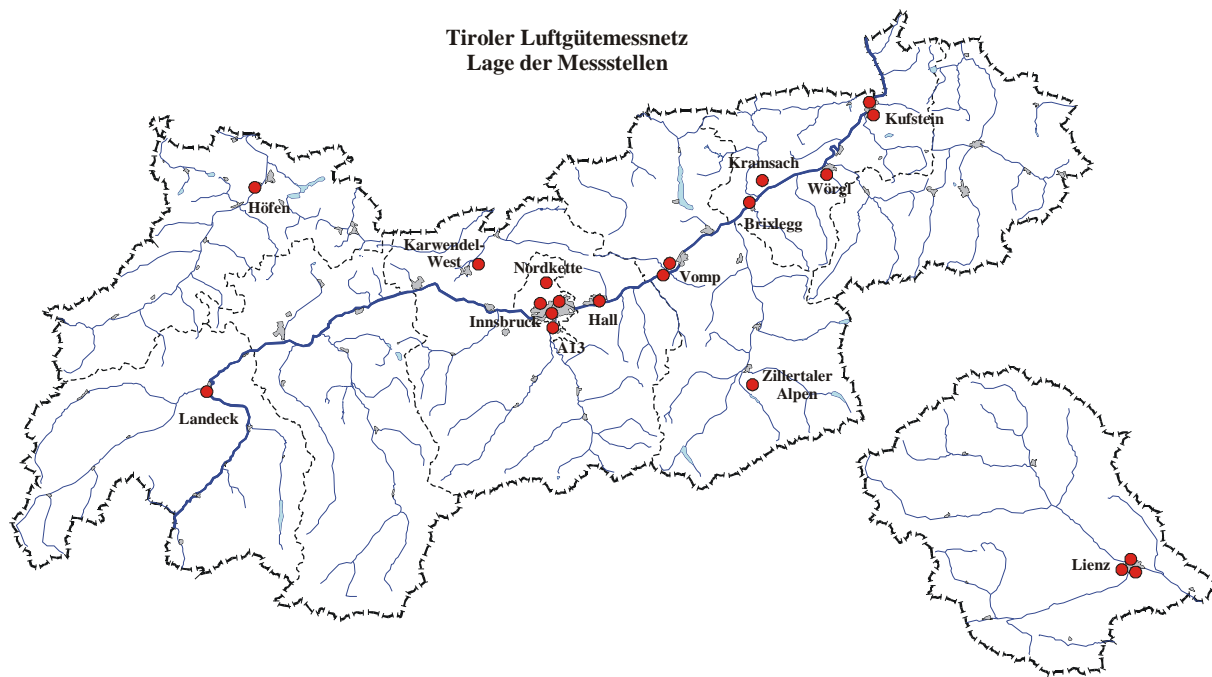 Tiroler Luftgütemessnetz
Lage der Messstellen
Kufstein
Kramsach
Wörgl
Höfen
Brixlegg
Karwendel-
West
Nordkette
Vomp
Innsbruck
Hall
A13
Zillertaler
Alpen
Landeck
Lienz